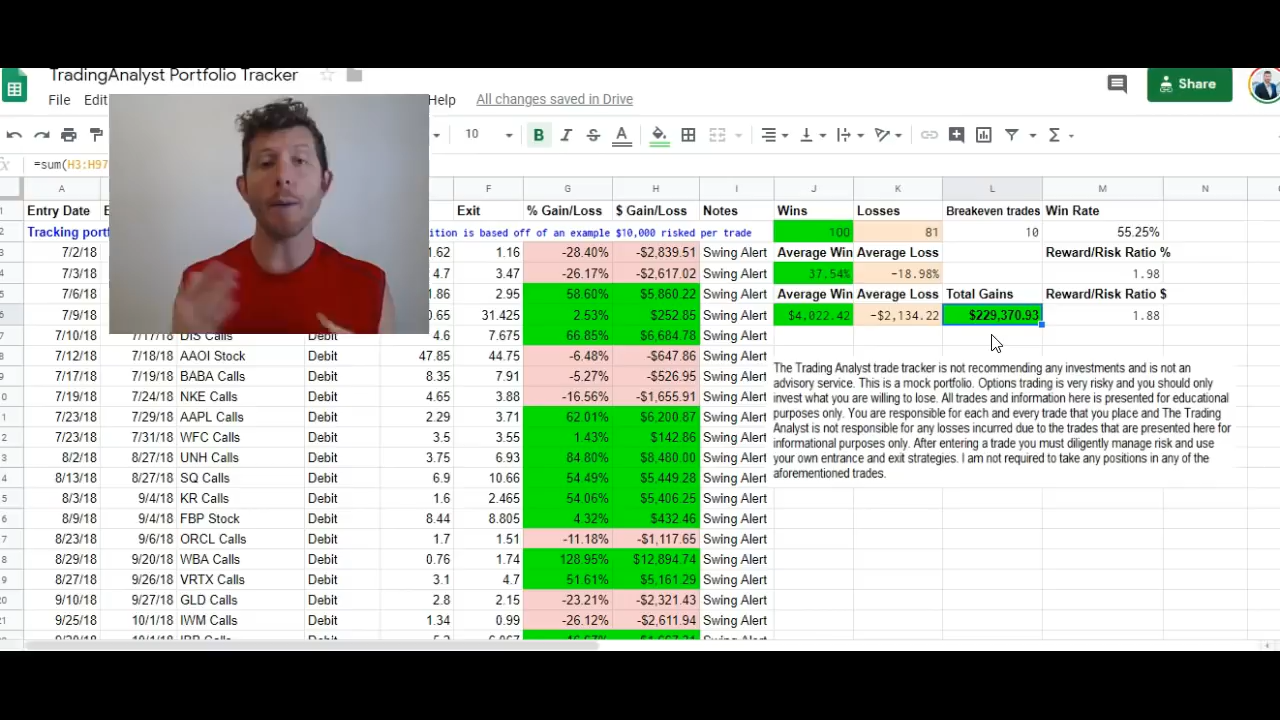 TradingAnalyst Portfolio Tracker
File Edi Help All changes saved in Drive Share
10 B I S A Σ
=sum(H3:H97
A F G H I J K L M N
Entry Date E Exit % Gain/Loss $ Gain/Loss Notes Wins Losses Breakeven trades Win Rate
Tracking portf ition is based off of an example $10,000 risked per trade 100 81 10 55.25%
7/2/18 1.62 1.16 -28.40% -$2,839.51 Swing Alert Average Win Average Loss Reward/Risk Ratio %
7/3/18 4.7 3.47 -26.17% -$2,617.02 Swing Alert 37.54% -18.98% 1.98
7/6/18 .86 2.95 58.60% $5,860.22 Swing Alert Average Win Average Loss Total Gains Reward/Risk Ratio $
7/9/18 0.65 31.425 2.53% $252.85 Swing Alert $4,022.42 -$2,134.22 $229,370.93 1.88
7/10/18 7/17/18 DIS Calls Debit 4.6 7.675 66.85% $6,684.78 Swing Alert
7/12/18 7/18/18 AAOI Stock Debit 47.85 44.75 -6.48% -$647.86 Swing Alert
7/17/18 7/19/18 BABA Calls Debit 8.35 7.91 -5.27% -$526.95 Swing Alert
7/19/18 7/24/18 NKE Calls Debit 4.65 3.88 -16.56% -$1,655.91 Swing Alert
7/23/18 7/29/18 AAPL Calls Debit 2.29 3.71 62.01% $6,200.87 Swing Alert
7/23/18 7/31/18 WFC Calls Debit 3.5 3.55 1.43% $142.86 Swing Alert
8/2/18 8/27/18 UNH Calls Debit 3.75 6.93 84.80% $8,480.00 Swing Alert
8/13/18 8/27/18 SQ Calls Debit 6.9 10.66 54.49% $5,449.28 Swing Alert
8/3/18 9/4/18 KR Calls Debit 1.6 2.465 54.06% $5,406.25 Swing Alert
8/9/18 9/4/18 FBP Stock Debit 8.44 8.805 4.32% $432.46 Swing Alert
8/23/18 9/6/18 ORCL Calls Debit 1.7 1.51 -11.18% -$1,117.65 Swing Alert
8/29/18 9/20/18 WBA Calls Debit 0.76 1.74 128.95% $12,894.74 Swing Alert
8/27/18 9/26/18 VRTX Calls Debit 3.1 4.7 51.61% $5,161.29 Swing Alert
9/10/18 9/27/18 GLD Calls Debit 2.8 2.15 -23.21% -$2,321.43 Swing Alert
9/25/18 10/1/18 IWM Calls Debit 1.34 0.99 -26.12% -$2,611.94 Swing Alert
The Trading Analyst trade tracker is not recommending any investments and is not an
advisory service. This is a mock portfolio. Options trading is very risky and you should only
invest what you are willing to lose. All trades and information here is presented for educational
purposes only. You are responsible for each and every trade that you place and The Trading
Analyst is not responsible for any losses incurred due to the trades that are presented here for
informational purposes only. After entering a trade you must diligently manage risk and use
your own entrance and exit strategies. I am not required to take any positions in any of the
aforementioned trades.